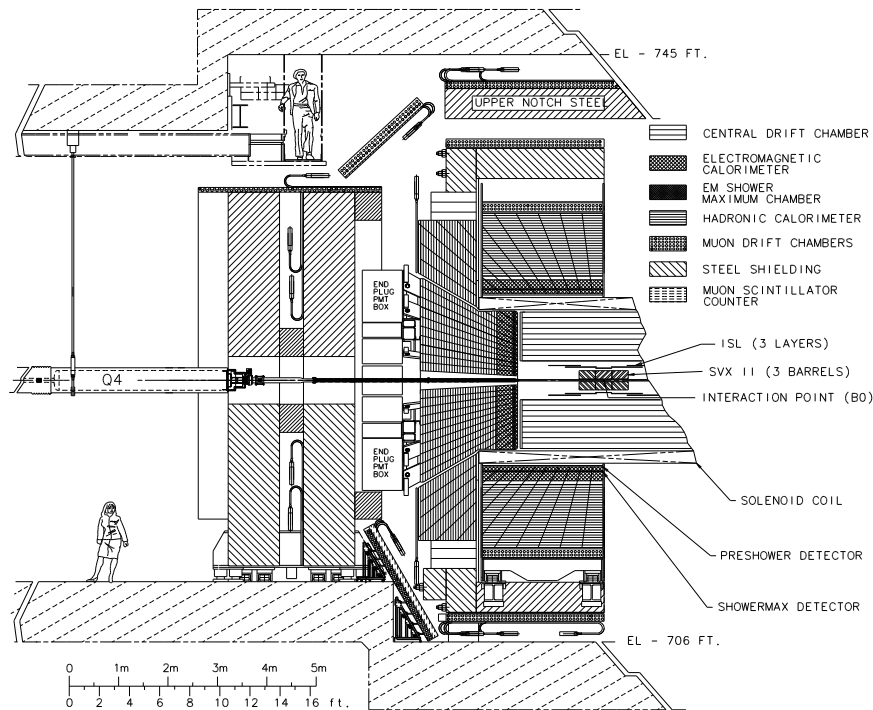 EL - 745 FT.
UPPER NOTCH STEEL
CENTRAL DRIFT CHAMBER
ELECTROMAGNETIC
CALORIMETER
EM SHOWER
MAXIMUM CHAMBER
HADRONIC CALORIMETER
MUON DRIFT CHAMBERS
STEEL SHIELDING
MUON SCINTILLATOR
COUNTER
END
PLUG
PMT
BOX
ISL (3 LAYERS)
Q4
SVX II (3 BARRELS)
INTERACTION POINT (B0)
END
PLUG
PMT
BOX
SOLENOID COIL
PRESHOWER DETECTOR
SHOWERMAX DETECTOR
EL - 706 FT.
0 1m 2m 3m 4m 5m
0 2 4 6 8 10 12 14 16 ft.